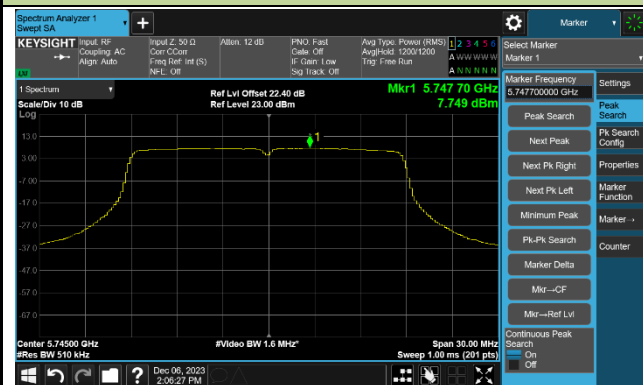 Spectrum Analyzer 1
Swept SA
+
Marker
KEYSIGHT
Input: RF
Coupling: AC
Align: Auto
Input Z: 50 Ω
Corr CCorr
Freq Ref: Int (S)
NFE: Off
Atten: 12 dB
PNO: Fast
Gate: Off
IF Gain: Low
Sig Track: Off
Avg Type: Power (RMS)
Avg|Hold: 1200/1200
Trig: Free Run
1 2 3 4 5 6
A W W W W W
A N N N N N
LXI
Select Marker
Marker 1
1 Spectrum
Scale/Div 10 dB
Log
Ref Lvl Offset 22.40 dB
Ref Level 23.00 dBm
Mkr1 5.747 70 GHz
7.749 dBm
1
13.0
3.00
-7.00
-17.0
-27.0
-37.0
-47.0
-57.0
-67.0
Center 5.74500 GHz
#Res BW 510 kHz
#Video BW 1.6 MHz*
Span 30.00 MHz
Sweep 1.00 ms (201 pts)
Marker Frequency
5.747700000 GHz
Peak Search
Next Peak
Next Pk Right
Next Pk Left
Minimum Peak
Pk-Pk Search
Marker Delta
Mkr→CF
Mkr→Ref Lvl
Continuous Peak
Search
On
Off
Settings
Peak
Search
Pk Search
Config
Properties
Marker
Function
Marker→
Counter
?
Dec 06, 2023
2:06:27 PM